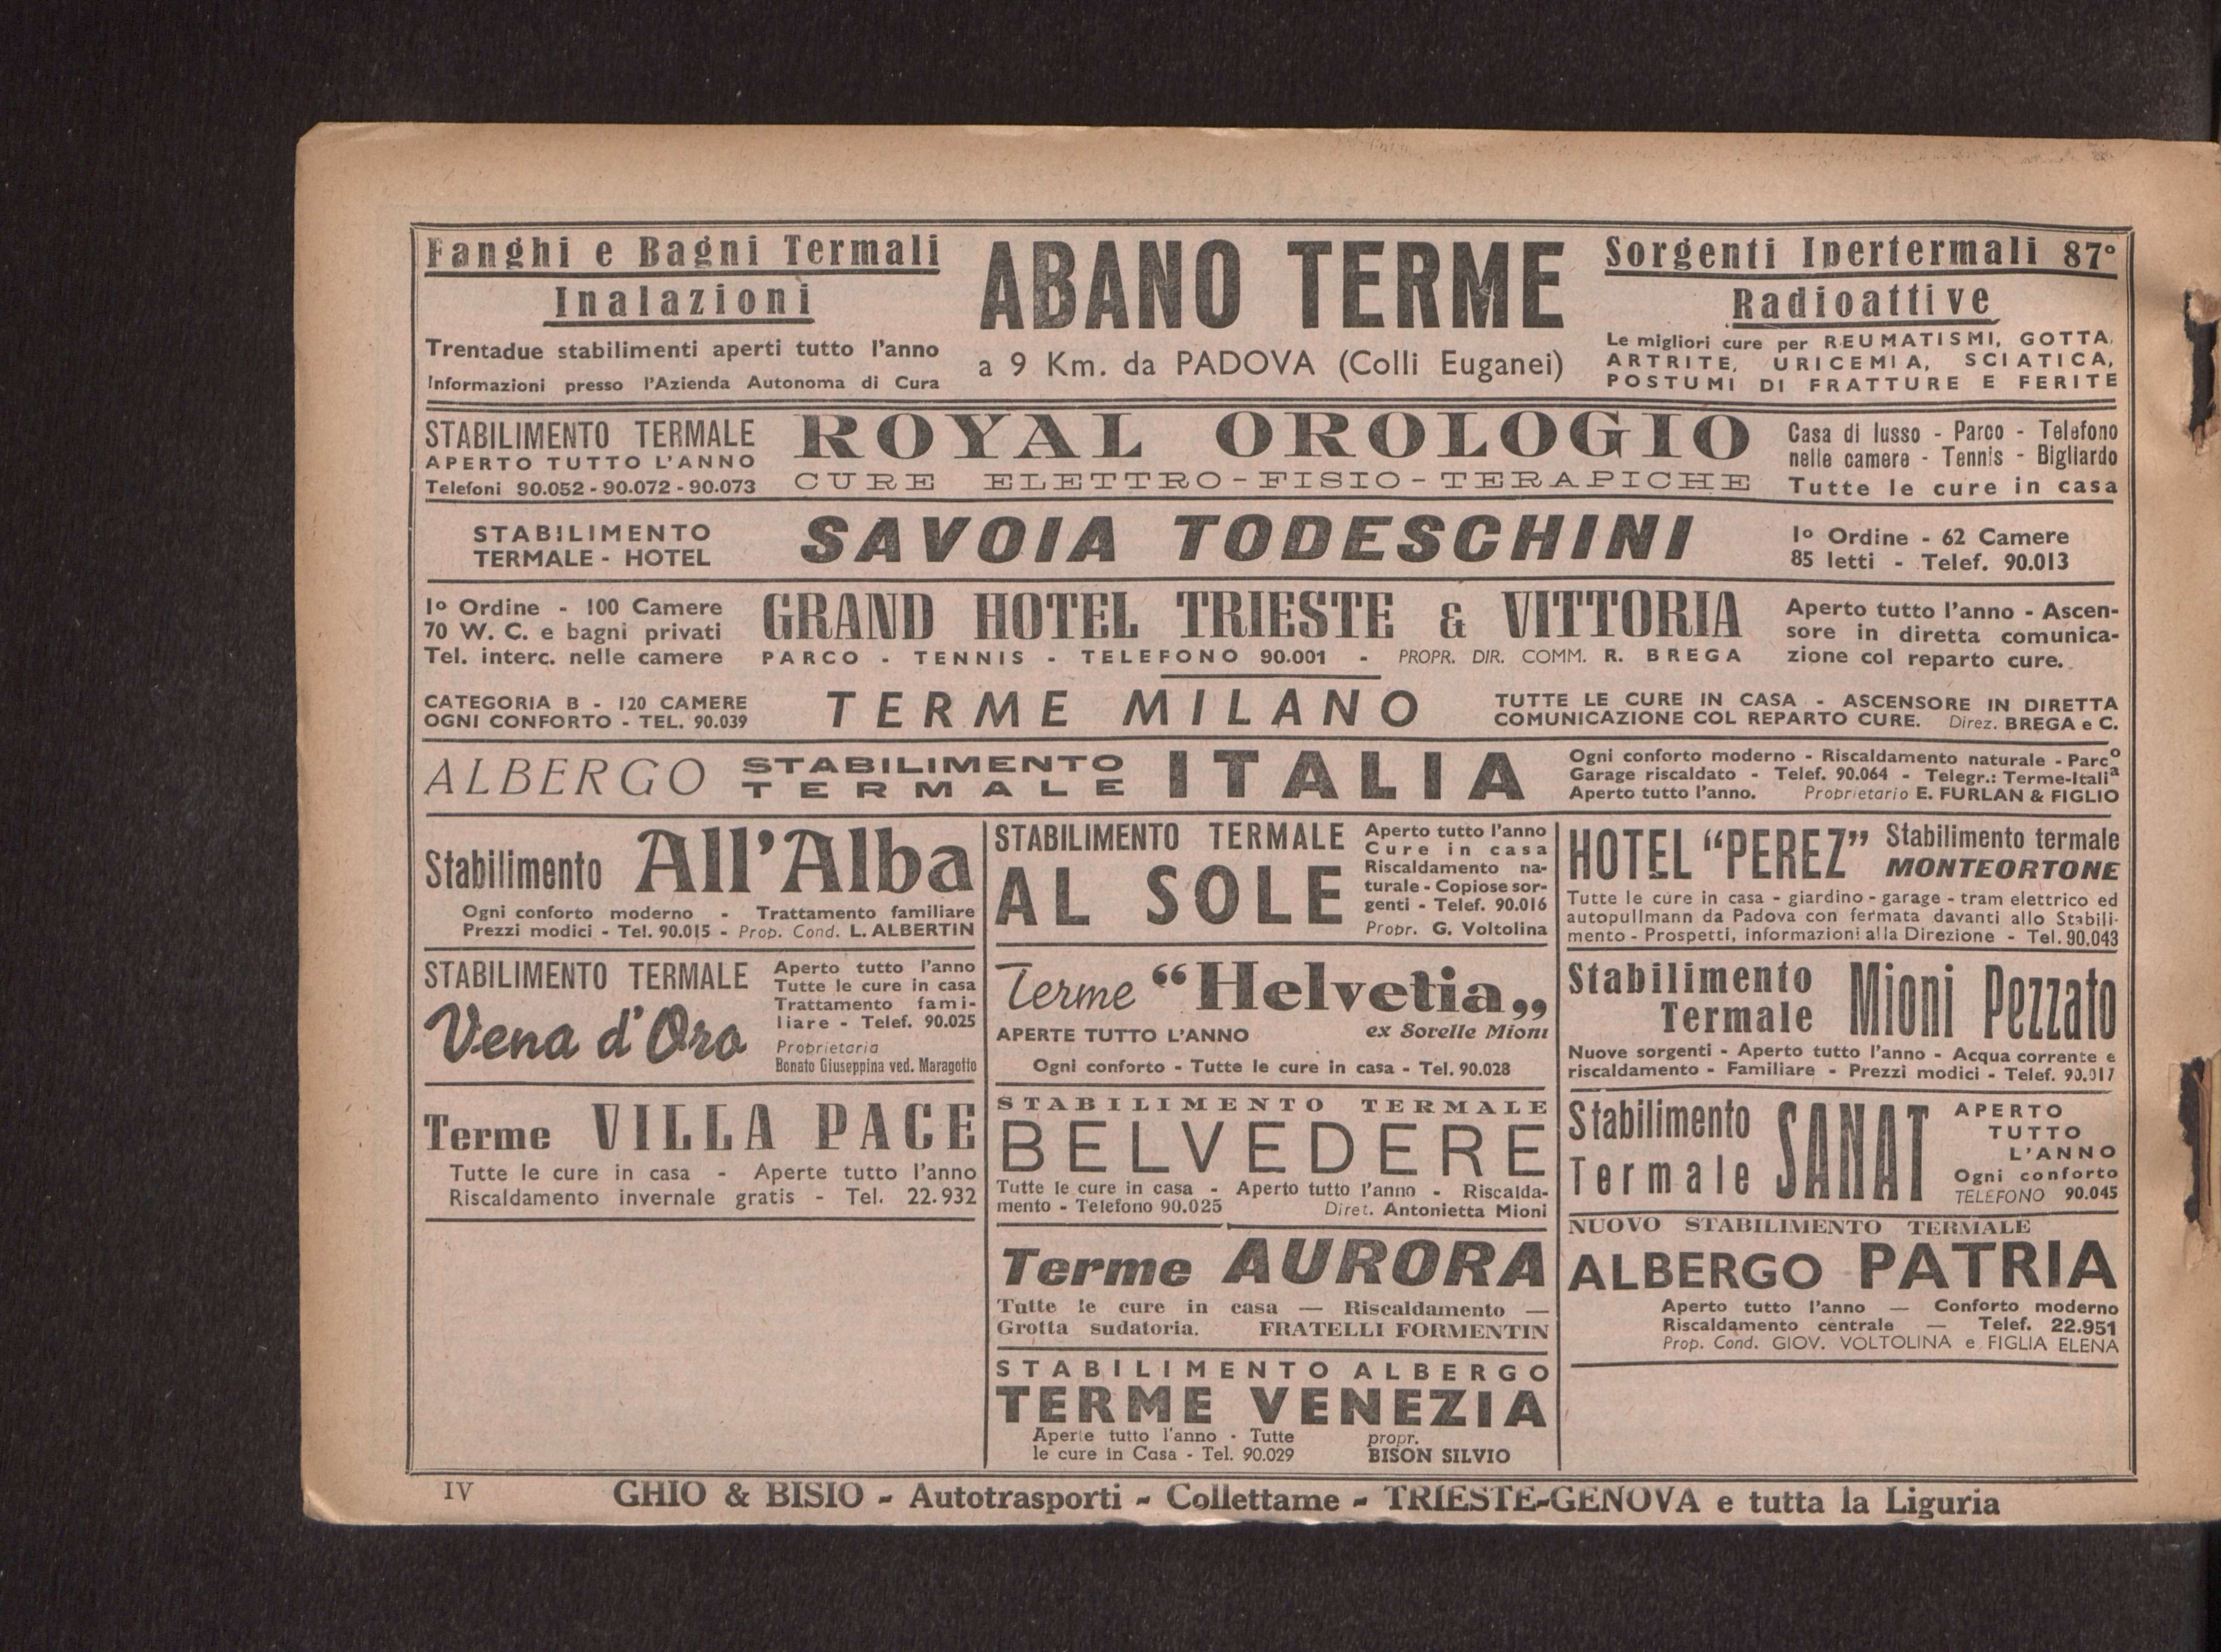 Fanghi e Bagni Termali
Inalazioni
Trentadue stabilimenti aperti tutto l'anno
Informazioni presso l'Azienda Autonoma di Cura
ABANO TERME
a 9 Km. da PADOVA (Colli Euganei)
Sorgenti Ipertermali 87°
Radioattive
Le migliori cure per REUMATISMI, GOTTA,
ARTRITE, URICEMIA, SCIATICA,
POSTUMI DI FRATTURE E FERITE
STABILIMENTO TERMALE
APERTO TUTTO L'ANNO
Telefoni 90.052 - 90.072 - 90.073
ROYAL OROLOGIO
CURE ELETTRO-FISIO-TERAPICHE
Casa di lusso - Parco - Telefono
nelle camere - Tennis - Bigliardo
Tutte le cure in casa
STABILIMENTO
TERMALE - HOTEL
SAVOIA TODESCHINI
1° Ordine - 62 Camere
85 letti - Telef. 90.013
1° Ordine - 100 Camere
70 W. C. e bagni privati
Tel. interc. nelle camere
GRAND HOTEL TRIESTE & VITTORIA
PARCO - TENNIS - TELEFONO 90.001 - PROPR. DIR. COMM. R. BREGA
Aperto tutto l'anno - Ascen-
sore in diretta comunica-
zione col reparto cure.
CATEGORIA B - 120 CAMERE
OGNI CONFORTO - TEL. 90.039
TERME MILANO
TUTTE LE CURE IN CASA - ASCENSORE IN DIRETTA
COMUNICAZIONE COL REPARTO CURE. Direz. BREGA e C.
ALBERGO STABILIMENTO
TERMALE
ITALIA
Ogni conforto moderno - Riscaldamento naturale - Parco
Garage riscaldato - Telef. 90.064 - Telegr.: Terme-Italia
Aperto tutto l'anno. Proprietario E. FURLAN & FIGLIO
Stabilimento All'Alba
Ogni conforto moderno - Trattamento familiare
Prezzi modici - Tel. 90.015 - Prop. Cond. L. ALBERTIN
STABILIMENTO TERMALE
Vena d'Oro
Aperto tutto l'anno
Tutte le cure in casa
Trattamento fami-
liare - Telef. 90.025
Proprietaria
Bonato Giuseppina ved. Maragotto
Terme VILLA PACE
Tutte le cure in casa - Aperte tutto l'anno
Riscaldamento invernale gratis - Tel. 22.932
STABILIMENTO TERMALE
AL SOLE
Aperto tutto l'anno
Cure in casa
Riscaldamento na-
turale - Copiose sor-
genti - Telef. 90.016
Propr. G. Voltolina
Terme “Helvetia„
APERTE TUTTO L'ANNO ex Sorelle Mioni
Ogni conforto - Tutte le cure in casa - Tel. 90.028
STABILIMENTO TERMALE
BELVEDERE
Tutte le cure in casa - Aperto tutto l'anno - Riscalda-
mento - Telefono 90.025 Diret. Antonietta Mioni
Terme AURORA
Tutte le cure in casa — Riscaldamento —
Grotta sudatoria. FRATELLI FORMENTIN
STABILIMENTO ALBERGO
TERME VENEZIA
Aperte tutto l'anno - Tutte
le cure in Casa - Tel. 90.029
propr.
BISON SILVIO
HOTEL “PEREZ” Stabilimento termale
MONTEORTONE
Tutte le cure in casa - giardino - garage - tram elettrico ed
autopullmann da Padova con fermata davanti allo Stabili-
mento - Prospetti, informazioni alla Direzione - Tel. 90.043
Stabilimento
Termale
Mioni Pezzato
Nuove sorgenti - Aperto tutto l'anno - Acqua corrente e
riscaldamento - Familiare - Prezzi modici - Telef. 90.017
Stabilimento
Termale
SANAT
APERTO
TUTTO
L'ANNO
Ogni conforto
TELEFONO 90.045
NUOVO STABILIMENTO TERMALE
ALBERGO PATRIA
Aperto tutto l'anno — Conforto moderno
Riscaldamento centrale — Telef. 22.951
Prop. Cond. GIOV. VOLTOLINA e FIGLIA ELENA
IV
GHIO & BISIO - Autotrasporti - Collettame - TRIESTE-GENOVA e tutta la Liguria